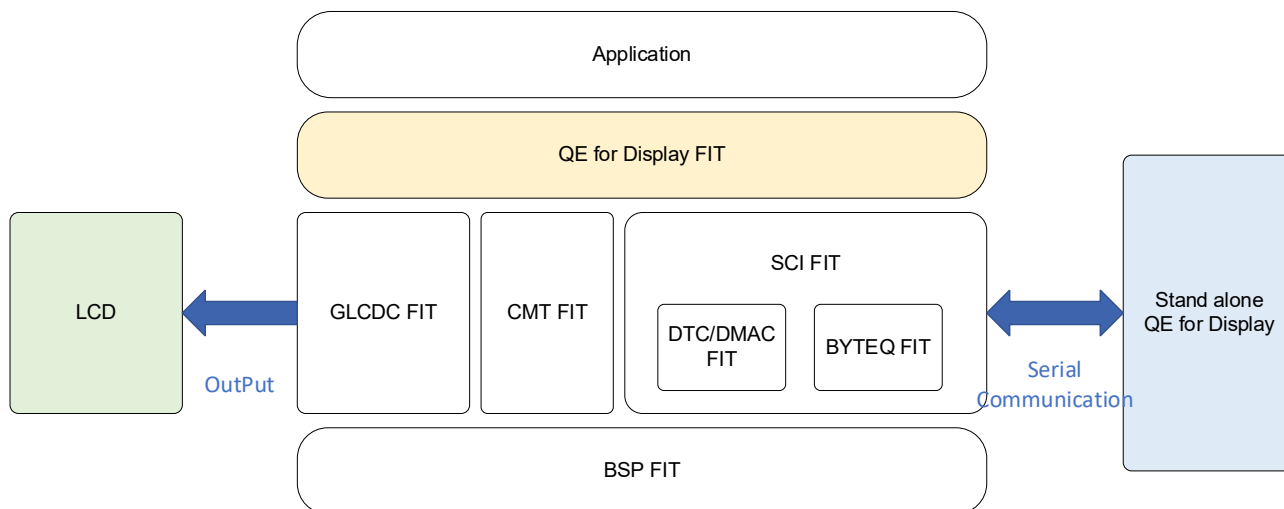 Application
QE for Display FIT
LCD
OutPut
GLCDC FIT
CMT FIT
SCI FIT
DTC/DMAC
FIT
BYTEQ FIT
Serial
Communication
Stand alone
QE for Display
BSP FIT